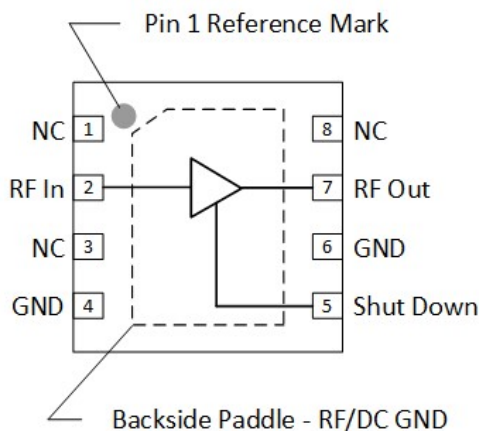 Pin 1 Reference Mark
NC 1
8 NC
RF In 2
7 RF Out
NC 3
6 GND
GND 4
5 Shut Down
Backside Paddle - RF/DC GND